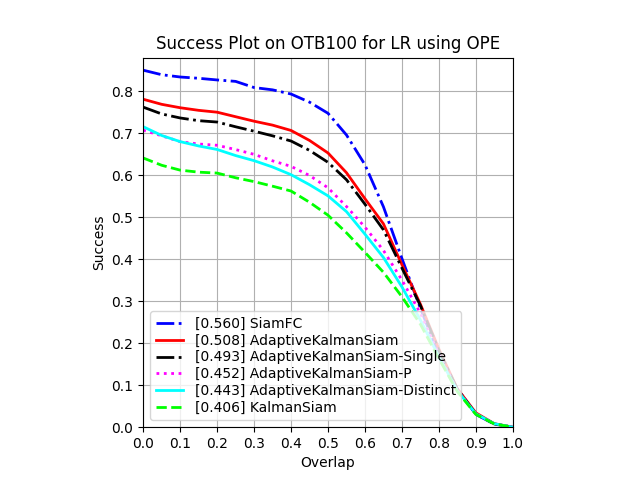 Success Plot on OTB100 for LR using OPE
Success
0.8
0.7
0.6
0.5
0.4
0.3
0.2
0.1
0.0
[0.560] SiamFC
[0.508] AdaptiveKalmanSiam
[0.493] AdaptiveKalmanSiam-Single
[0.452] AdaptiveKalmanSiam-P
[0.443] AdaptiveKalmanSiam-Distinct
[0.406] KalmanSiam
0.0 0.1 0.2 0.3 0.4 0.5 0.6 0.7 0.8 0.9 1.0
Overlap